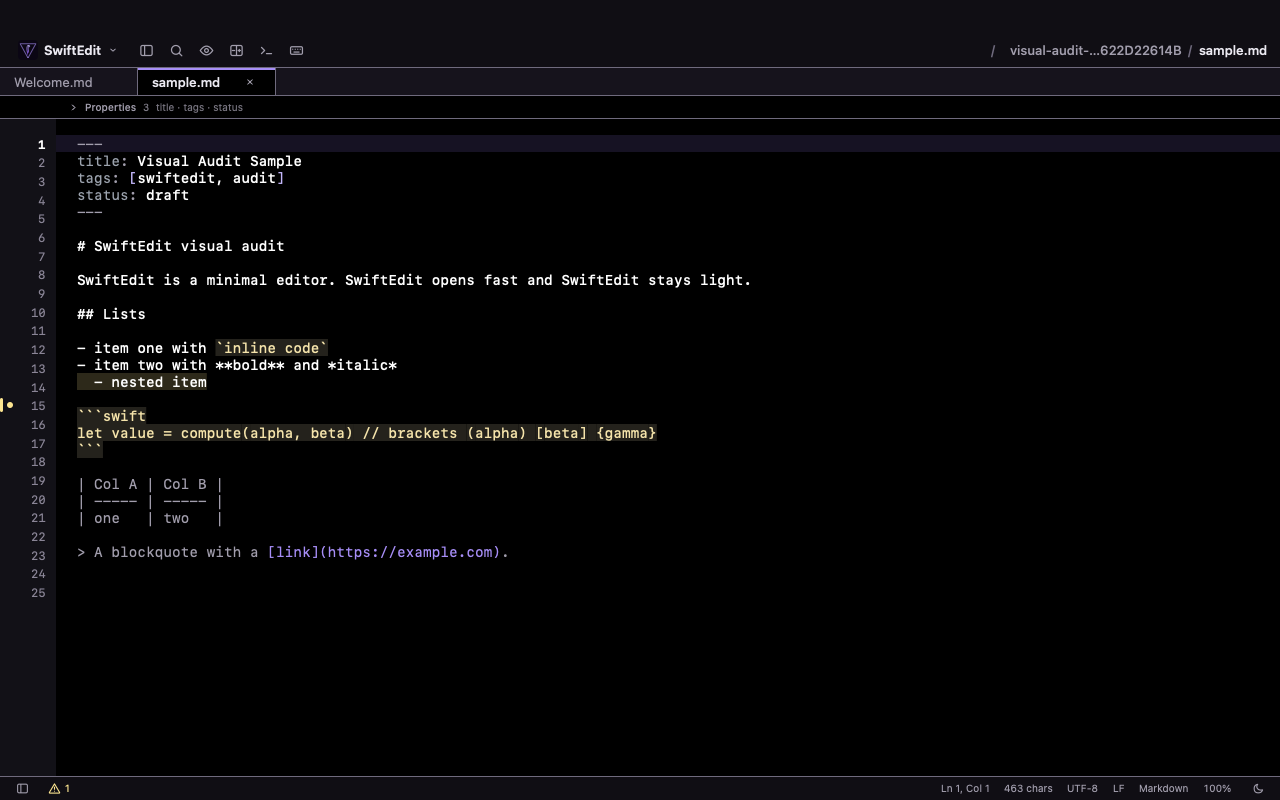 SwiftEdit
/ visual-audit-...622D22614B / sample.md
Welcome.md
sample.md ×
> Properties 3 title · tags · status
1 ---
2 title: Visual Audit Sample
3 tags: [swiftedit, audit]
4 status: draft
5 ---
6
7 # SwiftEdit visual audit
8
9 SwiftEdit is a minimal editor. SwiftEdit opens fast and SwiftEdit stays light.
10
11 ## Lists
12
13 - item one with `inline code`
14 - item two with **bold** and *italic*
15   - nested item
16
17 ```swift
18 let value = compute(alpha, beta) // brackets (alpha) [beta] {gamma}
19 ```
20
21 | Col A | Col B |
22 | ----- | ----- |
23 | one   | two   |
24
25 > A blockquote with a [link](https://example.com).
1
Ln 1, Col 1 463 chars UTF-8 LF Markdown 100%